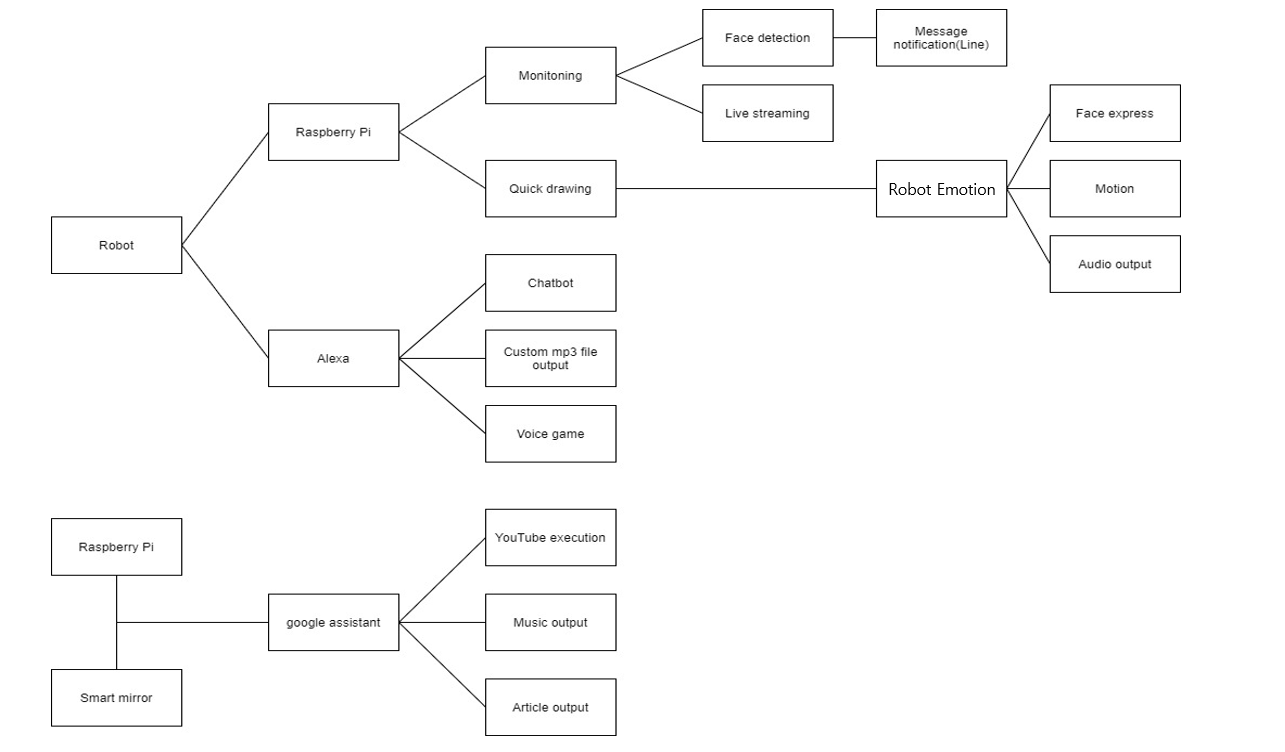 Face detection
Message
notification(Line)
Monitoning
Live streaming
Face express
Raspberry Pi
Quick drawing
Robot Emotion
Motion
Robot
Audio output
Chatbot
Alexa
Custom mp3 file
output
Voice game
YouTube execution
Raspberry Pi
google assistant
Music output
Smart mirror
Article output